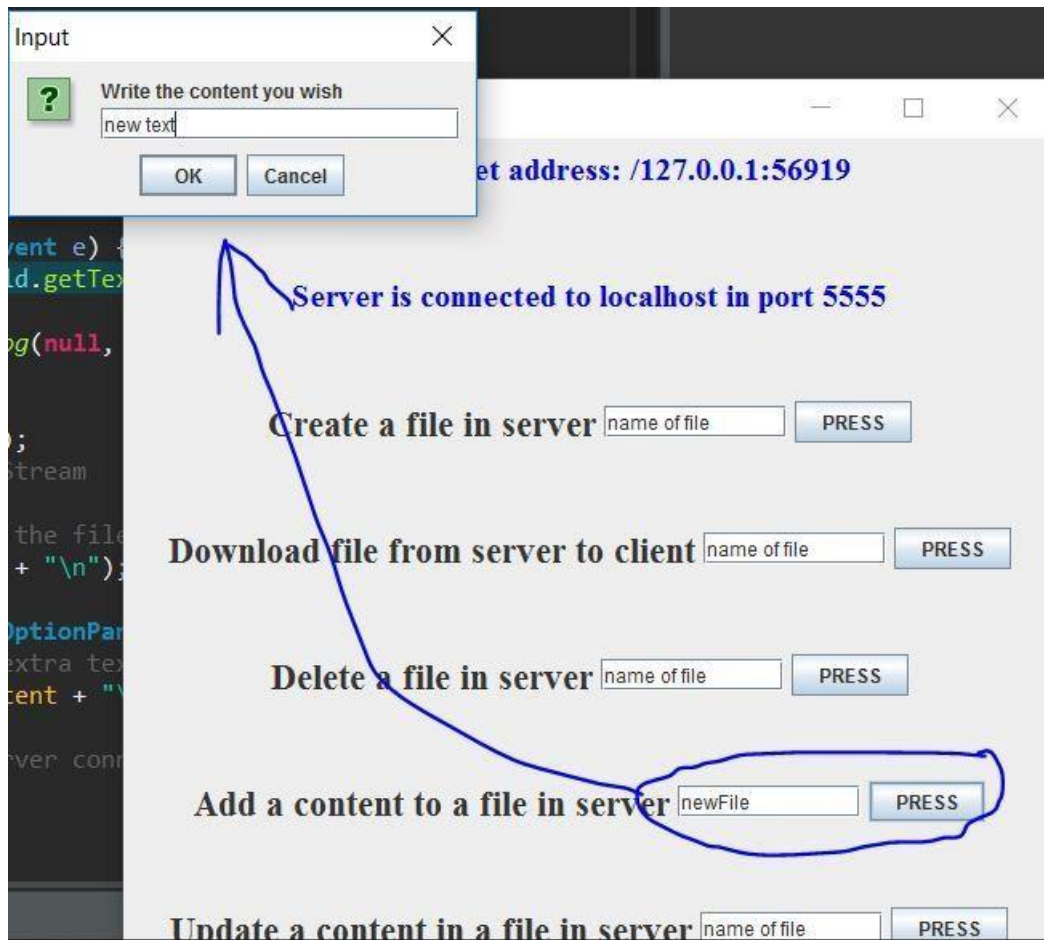 Input
Write the content you wish
new text
OK Cancel
et address: /127.0.0.1:56919
Server is connected to localhost in port 5555
Create a file in server name of file PRESS
Download file from server to client name of file PRESS
Delete a file in server name of file PRESS
Add a content to a file in server newFile PRESS
Update a content in a file in server name of file PRESS
vent e) {
ld.getTex
og(null,
);
Stream
the file
+ "\n");
OptionPan
extra tex
tent + "\
rver conn